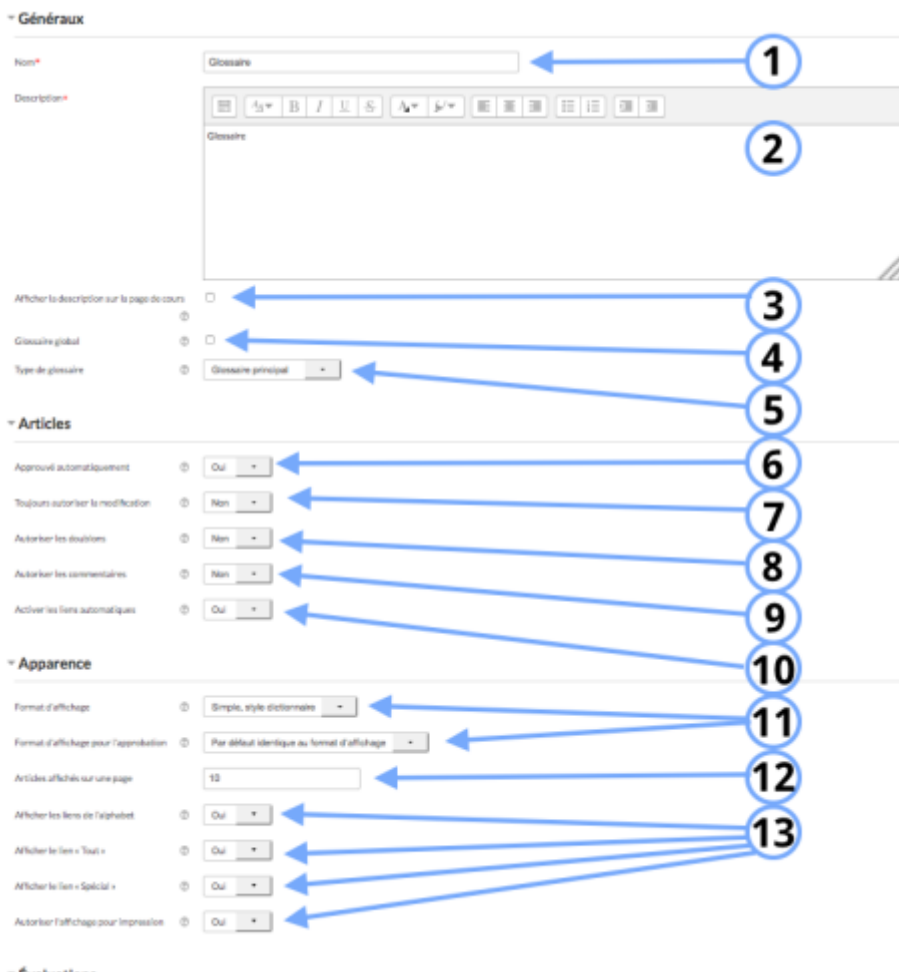 Généraux
Nom*
Glossaire
1
Description*
B I U S
Glossaire
2
Afficher la description sur la page de cours
3
Glossaire global
4
Type de glossaire
Glossaire principal
5
Articles
Approuvé automatiquement
Oui
6
Toujours autoriser la modification
Non
7
Autoriser les doublons
Non
8
Autoriser les commentaires
Non
9
Activer les liens automatiques
Oui
10
Apparence
Format d'affichage
Simple, style dictionnaire
11
Format d'affichage pour l'approbation
Par défaut identique au format d'affichage
Articles affichés sur une page
10
12
Afficher les liens de l'alphabet
Oui
13
Afficher le lien « Tout »
Oui
Afficher le lien « Spécial »
Oui
Autoriser l'affichage pour impression
Oui